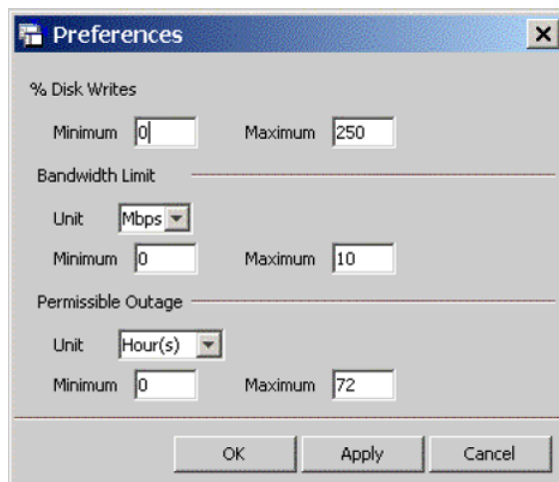 Preferences
% Disk Writes
Minimum 0 Maximum 250
Bandwidth Limit
Unit Mbps
Minimum 0 Maximum 10
Permissible Outage
Unit Hour(s)
Minimum 0 Maximum 72
OK Apply Cancel